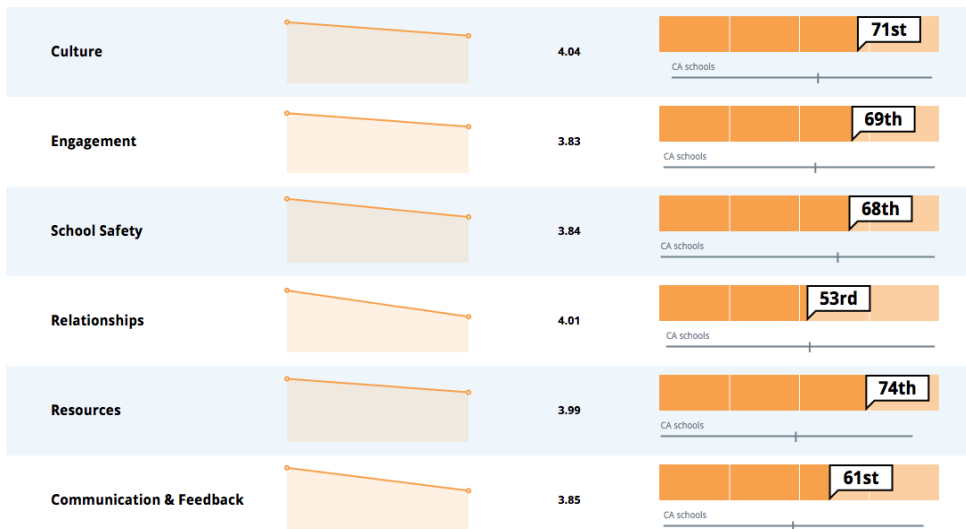 Culture
4.04
71st
CA schools
Engagement
3.83
69th
CA schools
School Safety
3.84
68th
CA schools
Relationships
4.01
53rd
CA schools
Resources
3.99
74th
CA schools
Communication & Feedback
3.85
61st
CA schools